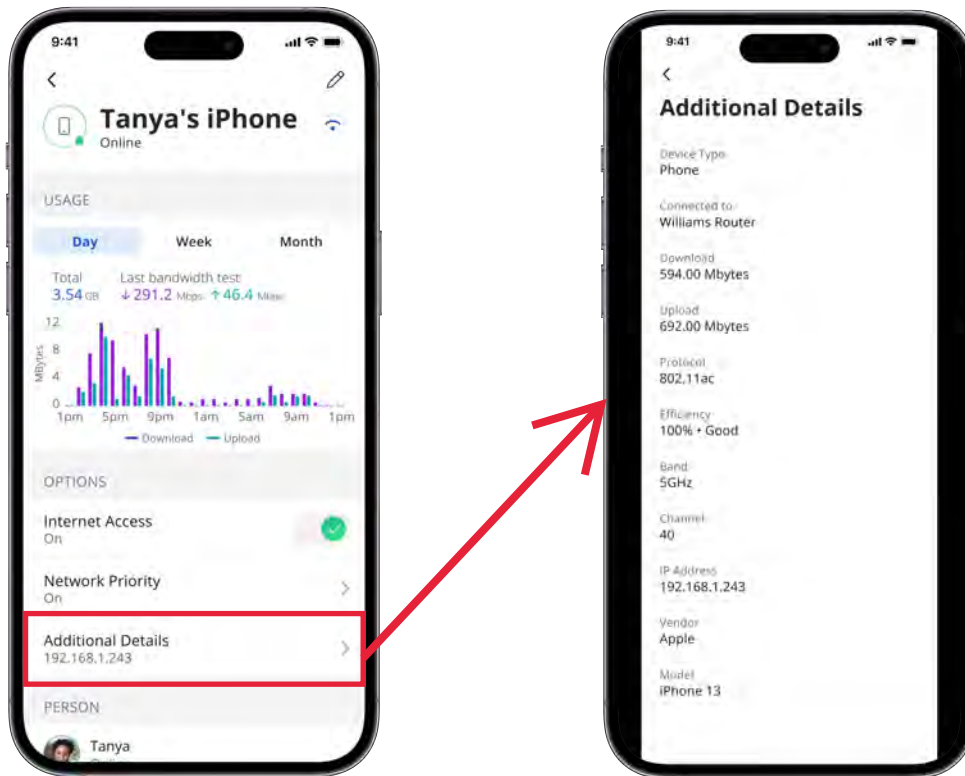 9:41
Tanya's iPhone
Online
USAGE
Day Week Month
Total Last bandwidth test
3.54 GB ↓ 291.2 Mbps ↑ 46.4 Mbps
12
8
4
0
MBytes
1pm 5pm 9pm 1am 5am 9am 1pm
Download Upload
OPTIONS
Internet Access
On
Network Priority
On
Additional Details
192.168.1.243
PERSON
Tanya
9:41
Additional Details
Device Type
Phone
Connected to
Williams Router
Download
594.00 Mbytes
Upload
692.00 Mbytes
Protocol
802.11ac
Efficiency
100% • Good
Band
5GHz
Channel
40
IP Address
192.168.1.243
Vendor
Apple
Model
iPhone 13